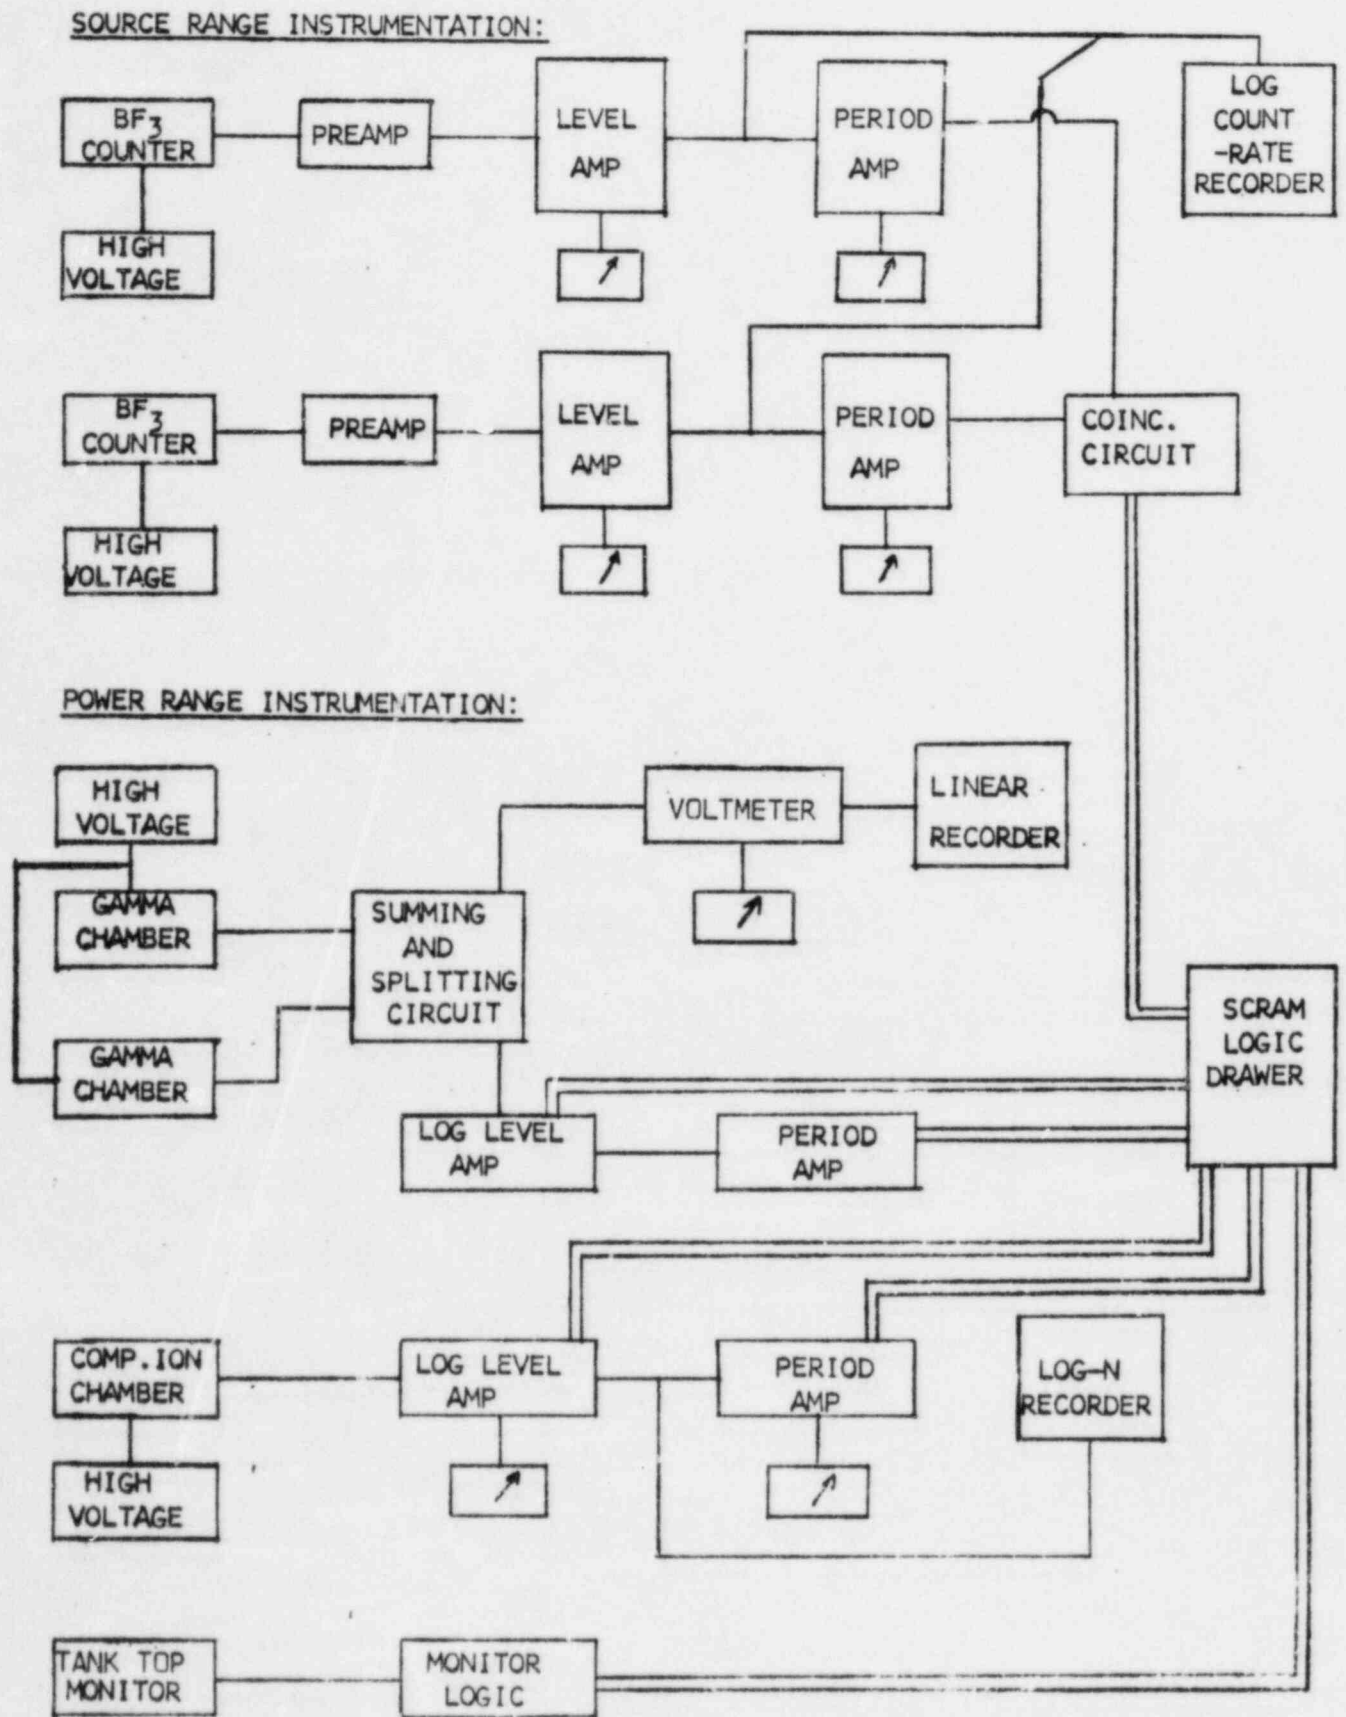 SOURCE RANGE INSTRUMENTATION:
BF3
COUNTER
PREAMP
LEVEL
AMP
PERIOD
AMP
LOG
COUNT
-RATE
RECORDER
HIGH
VOLTAGE
BF3
COUNTER
PREAMP
LEVEL
AMP
PERIOD
AMP
COINC.
CIRCUIT
HIGH
VOLTAGE
POWER RANGE INSTRUMENTATION:
HIGH
VOLTAGE
VOLTMETER
LINEAR
RECORDER
GAMMA
CHAMBER
SUMMING
AND
SPLITTING
CIRCUIT
GAMMA
CHAMBER
SCRAM
LOGIC
DRAWER
LOG LEVEL
AMP
PERIOD
AMP
COMP.ION
CHAMBER
LOG LEVEL
AMP
PERIOD
AMP
LOG-N
RECORDER
HIGH
VOLTAGE
TANK TOP
MONITOR
MONITOR
LOGIC